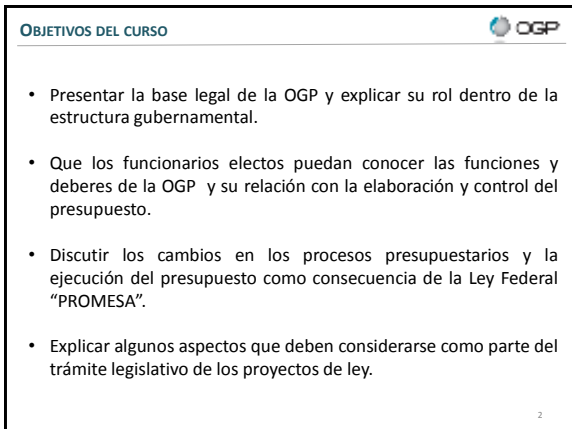 OBJETIVOS DEL CURSO
OGP
• Presentar la base legal de la OGP y explicar su rol dentro de la
estructura gubernamental.
• Que los funcionarios electos puedan conocer las funciones y
deberes de la OGP y su relación con la elaboración y control del
presupuesto.
• Discutir los cambios en los procesos presupuestarios y la
ejecución del presupuesto como consecuencia de la Ley Federal
“PROMESA”.
• Explicar algunos aspectos que deben considerarse como parte del
trámite legislativo de los proyectos de ley.
2